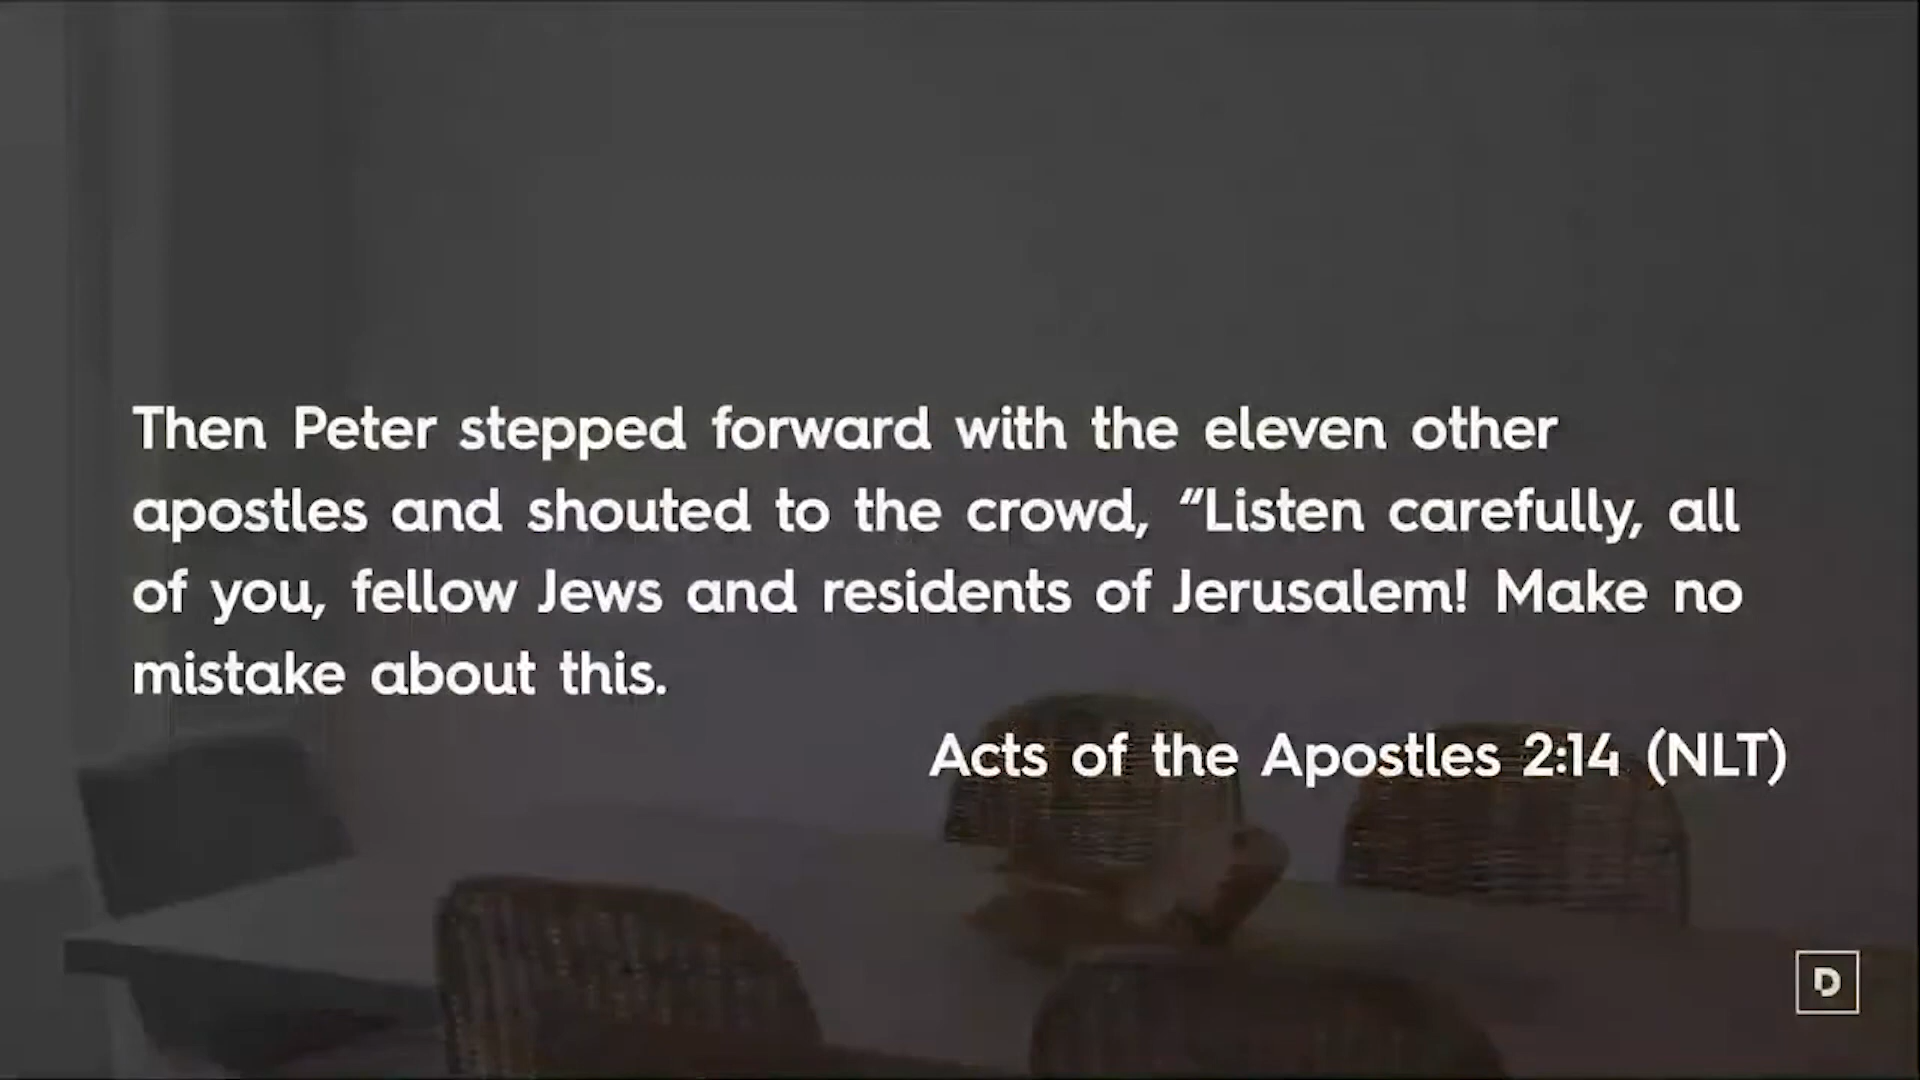 Then Peter stepped forward with the eleven other
apostles and shouted to the crowd, “Listen carefully, all
of you, fellow Jews and residents of Jerusalem! Make no
mistake about this.
Acts of the Apostles 2:14 (NLT)
D